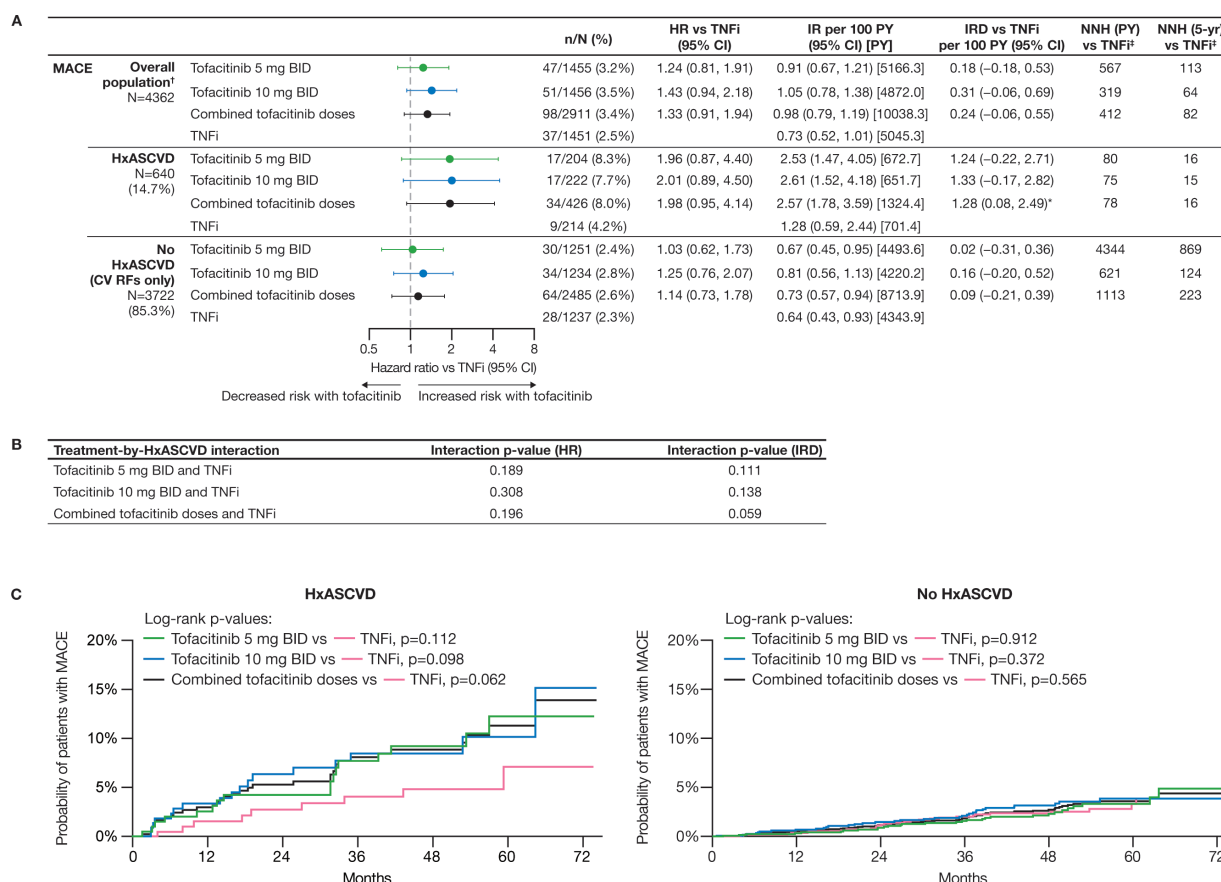 A
n/N (%) HR vs TNFi (95% CI) IR per 100 PY (95% CI) [PY] IRD vs TNFi per 100 PY (95% CI) NNH (PY) vs TNFi‡ NNH (5-yr) vs TNFi‡
MACE Overall population† N=4362
Tofacitinib 5 mg BID 47/1455 (3.2%) 1.24 (0.81, 1.91) 0.91 (0.67, 1.21) [5166.3] 0.18 (−0.18, 0.53) 567 113
Tofacitinib 10 mg BID 51/1456 (3.5%) 1.43 (0.94, 2.18) 1.05 (0.78, 1.38) [4872.0] 0.31 (−0.06, 0.69) 319 64
Combined tofacitinib doses 98/2911 (3.4%) 1.33 (0.91, 1.94) 0.98 (0.79, 1.19) [10038.3] 0.24 (−0.06, 0.55) 412 82
TNFi 37/1451 (2.5%) 0.73 (0.52, 1.01) [5045.3]
HxASCVD N=640 (14.7%)
Tofacitinib 5 mg BID 17/204 (8.3%) 1.96 (0.87, 4.40) 2.53 (1.47, 4.05) [672.7] 1.24 (−0.22, 2.71) 80 16
Tofacitinib 10 mg BID 17/222 (7.7%) 2.01 (0.89, 4.50) 2.61 (1.52, 4.18) [651.7] 1.33 (−0.17, 2.82) 75 15
Combined tofacitinib doses 34/426 (8.0%) 1.98 (0.95, 4.14) 2.57 (1.78, 3.59) [1324.4] 1.28 (0.08, 2.49)* 78 16
TNFi 9/214 (4.2%) 1.28 (0.59, 2.44) [701.4]
No HxASCVD (CV RFs only) N=3722 (85.3%)
Tofacitinib 5 mg BID 30/1251 (2.4%) 1.03 (0.62, 1.73) 0.67 (0.45, 0.95) [4493.6] 0.02 (−0.31, 0.36) 4344 869
Tofacitinib 10 mg BID 34/1234 (2.8%) 1.25 (0.76, 2.07) 0.81 (0.56, 1.13) [4220.2] 0.16 (−0.20, 0.52) 621 124
Combined tofacitinib doses 64/2485 (2.6%) 1.14 (0.73, 1.78) 0.73 (0.57, 0.94) [8713.9] 0.09 (−0.21, 0.39) 1113 223
TNFi 28/1237 (2.3%) 0.64 (0.43, 0.93) [4343.9]
0.5 1 2 4 8
Hazard ratio vs TNFi (95% CI)
Decreased risk with tofacitinib Increased risk with tofacitinib
B
Treatment-by-HxASCVD interaction Interaction p-value (HR) Interaction p-value (IRD)
Tofacitinib 5 mg BID and TNFi 0.189 0.111
Tofacitinib 10 mg BID and TNFi 0.308 0.138
Combined tofacitinib doses and TNFi 0.196 0.059
C
HxASCVD
Log-rank p-values:
Tofacitinib 5 mg BID vs TNFi, p=0.112
Tofacitinib 10 mg BID vs TNFi, p=0.098
Combined tofacitinib doses vs TNFi, p=0.062
Probability of patients with MACE
20%
15%
10%
5%
0%
0 12 24 36 48 60 72
Months
No HxASCVD
Log-rank p-values:
Tofacitinib 5 mg BID vs TNFi, p=0.912
Tofacitinib 10 mg BID vs TNFi, p=0.372
Combined tofacitinib doses vs TNFi, p=0.565
Probability of patients with MACE
20%
15%
10%
5%
0%
0 12 24 36 48 60 72
Months